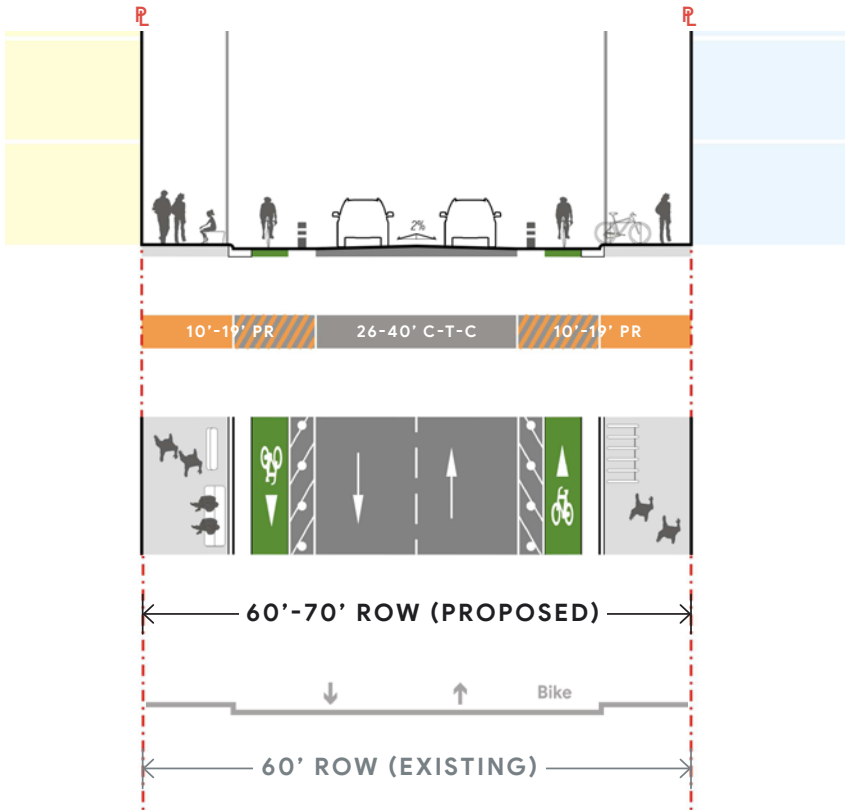 PL PL
2%
10’-19’ PR 26-40’ C-T-C 10’-19’ PR
60’-70’ ROW (PROPOSED)
Bike
60’ ROW (EXISTING)